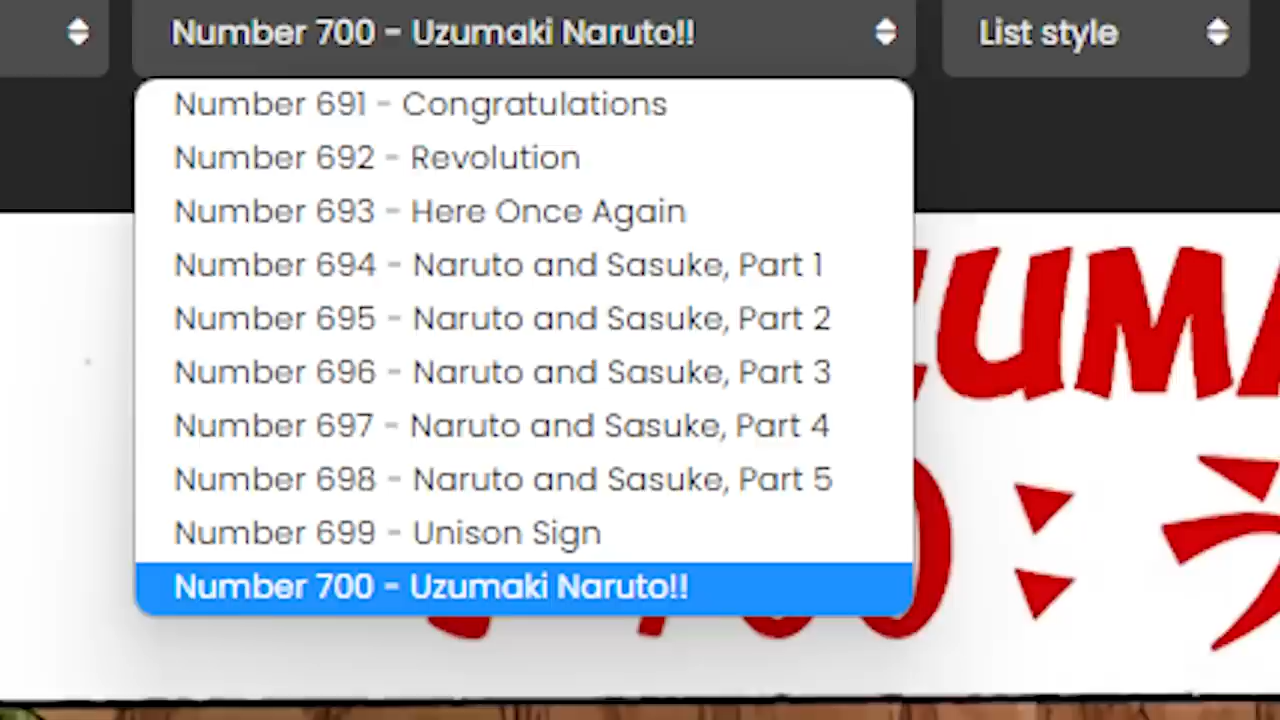 Number 700 - Uzumaki Naruto!!
List style
Number 691 - Congratulations
Number 692 - Revolution
Number 693 - Here Once Again
Number 694 - Naruto and Sasuke, Part 1
Number 695 - Naruto and Sasuke, Part 2
Number 696 - Naruto and Sasuke, Part 3
Number 697 - Naruto and Sasuke, Part 4
Number 698 - Naruto and Sasuke, Part 5
Number 699 - Unison Sign
Number 700 - Uzumaki Naruto!!